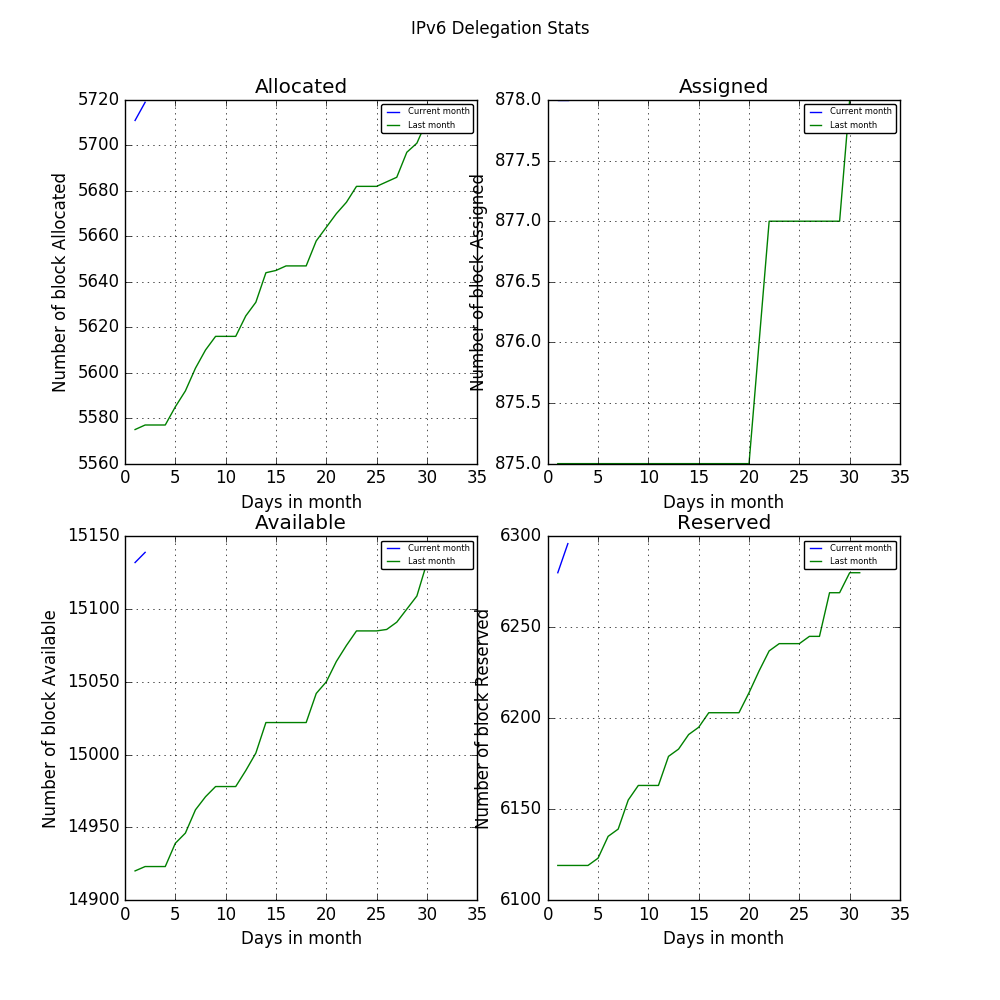 IPv6 Delegation Stats
Allocated
Number of block Allocated
5720
5700
5680
5660
5640
5620
5600
5580
5560
0 5 10 15 20 25 30 35
Days in month
Current month
Last month
Assigned
Number of block Assigned
878.0
877.5
877.0
876.5
876.0
875.5
875.0
0 5 10 15 20 25 30 35
Days in month
Current month
Last month
Available
Number of block Available
15150
15100
15050
15000
14950
14900
0 5 10 15 20 25 30 35
Days in month
Current month
Last month
Reserved
Number of block Reserved
6300
6250
6200
6150
6100
0 5 10 15 20 25 30 35
Days in month
Current month
Last month